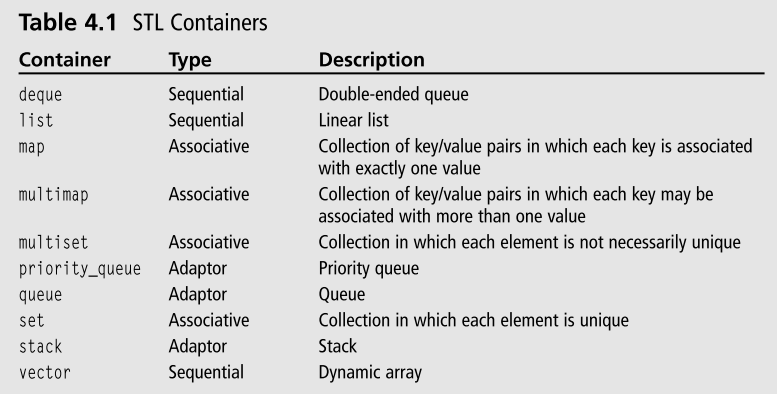 Table 4.1 STL Containers
Container Type Description
deque Sequential Double-ended queue
list Sequential Linear list
map Associative Collection of key/value pairs in which each key is associated
with exactly one value
multimap Associative Collection of key/value pairs in which each key may be
associated with more than one value
multiset Associative Collection in which each element is not necessarily unique
priority_queue Adaptor Priority queue
queue Adaptor Queue
set Associative Collection in which each element is unique
stack Adaptor Stack
vector Sequential Dynamic array